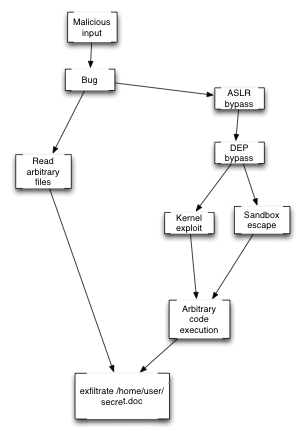 Malicious
input
Bug
ASLR
bypass
DEP
bypass
Read
arbitrary
files
Kernel
exploit
Sandbox
escape
Arbitrary
code
execution
exfiltrate /home/user/
secret.doc